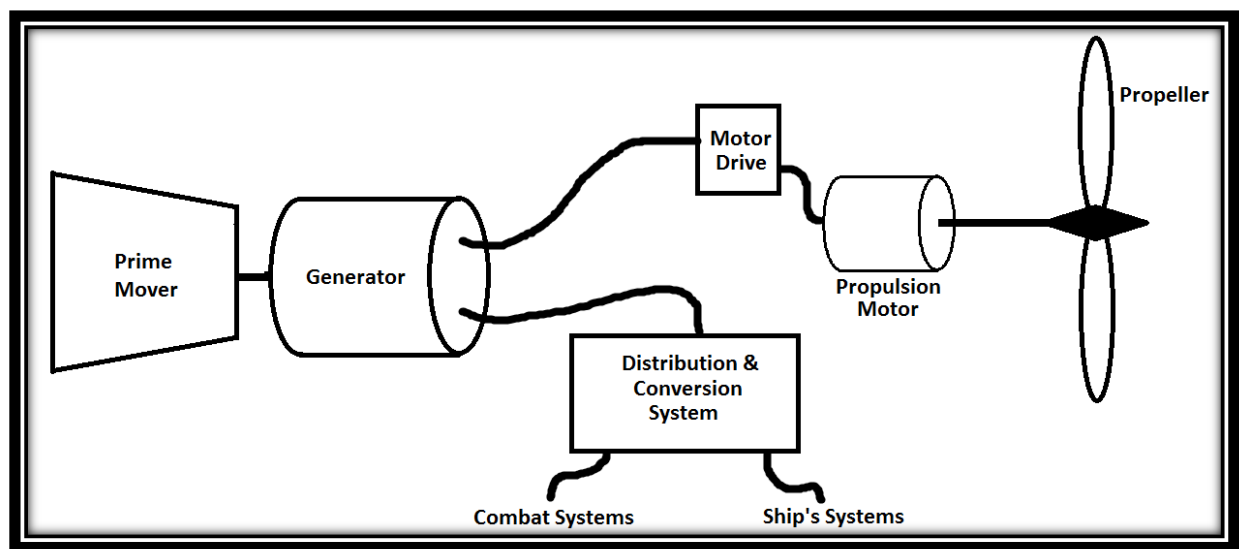 Prime
Mover
Generator
Motor
Drive
Propulsion
Motor
Propeller
Distribution &
Conversion
System
Combat Systems
Ship's Systems